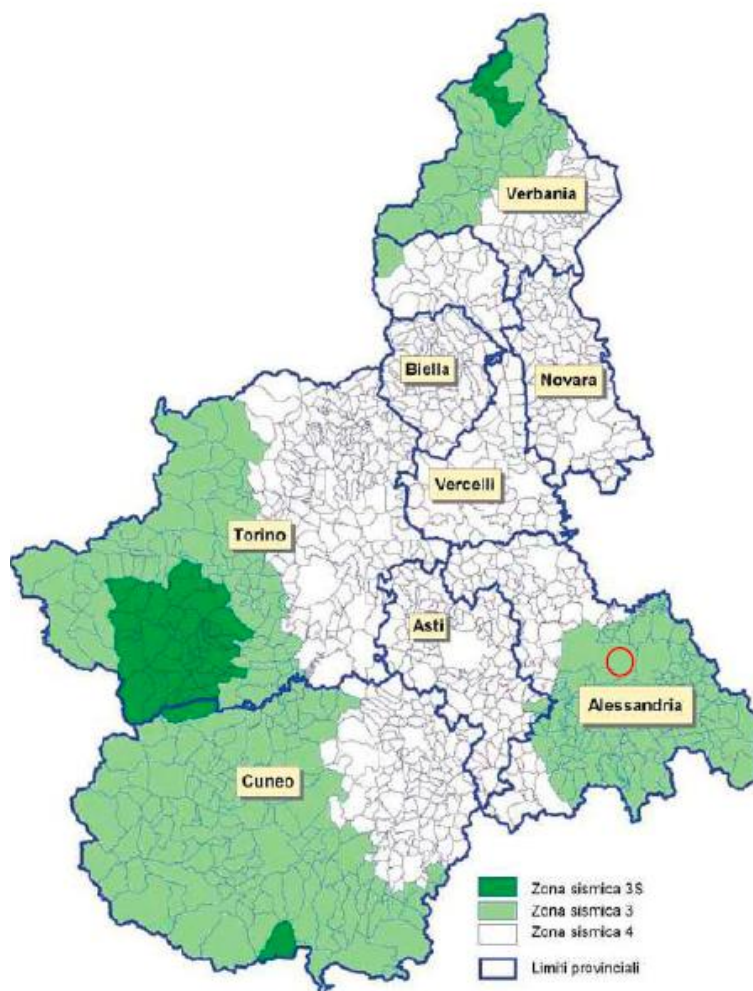 Verbania
Biella
Novara
Vercelli
Torino
Asti
Alessandria
Cuneo
Zona sismica 3S
Zona sismica 3
Zona sismica 4
Limiti provinciali